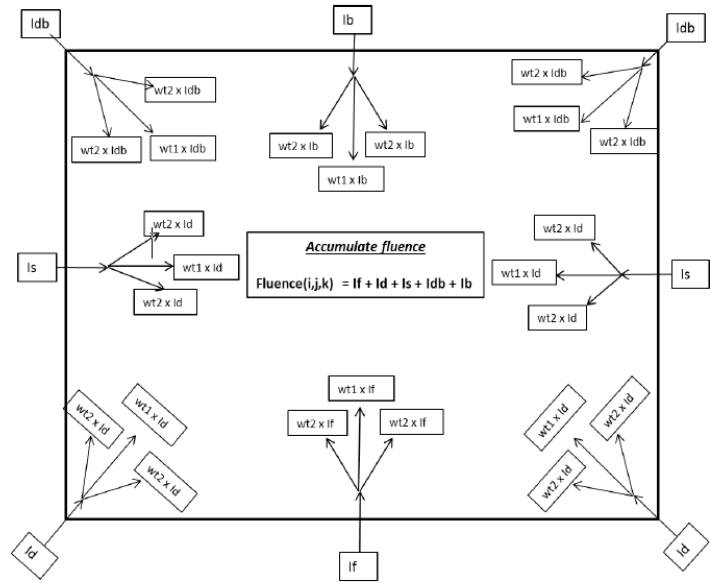 Idb
Ib
Idb
wt2 x Idb
wt2 x Idb
wt1 x Idb
wt2 x Ib
wt2 x Ib
wt1 x Ib
wt2 x Idb
wt1 x Idb
wt2 x Idb
Is
wt2 x Id
wt1 x Id
wt2 x Id
Accumulate fluence
Fluence(i,j,k) = If + Id + Is + Idb + Ib
wt2 x Id
wt1 x Id
wt2 x Id
Is
wt2 x Id
wt1 x Id
wt2 x Id
wt1 x If
wt2 x If
wt2 x If
wt1 x Id
wt2 x Id
wt2 x Id
Id
If
Id